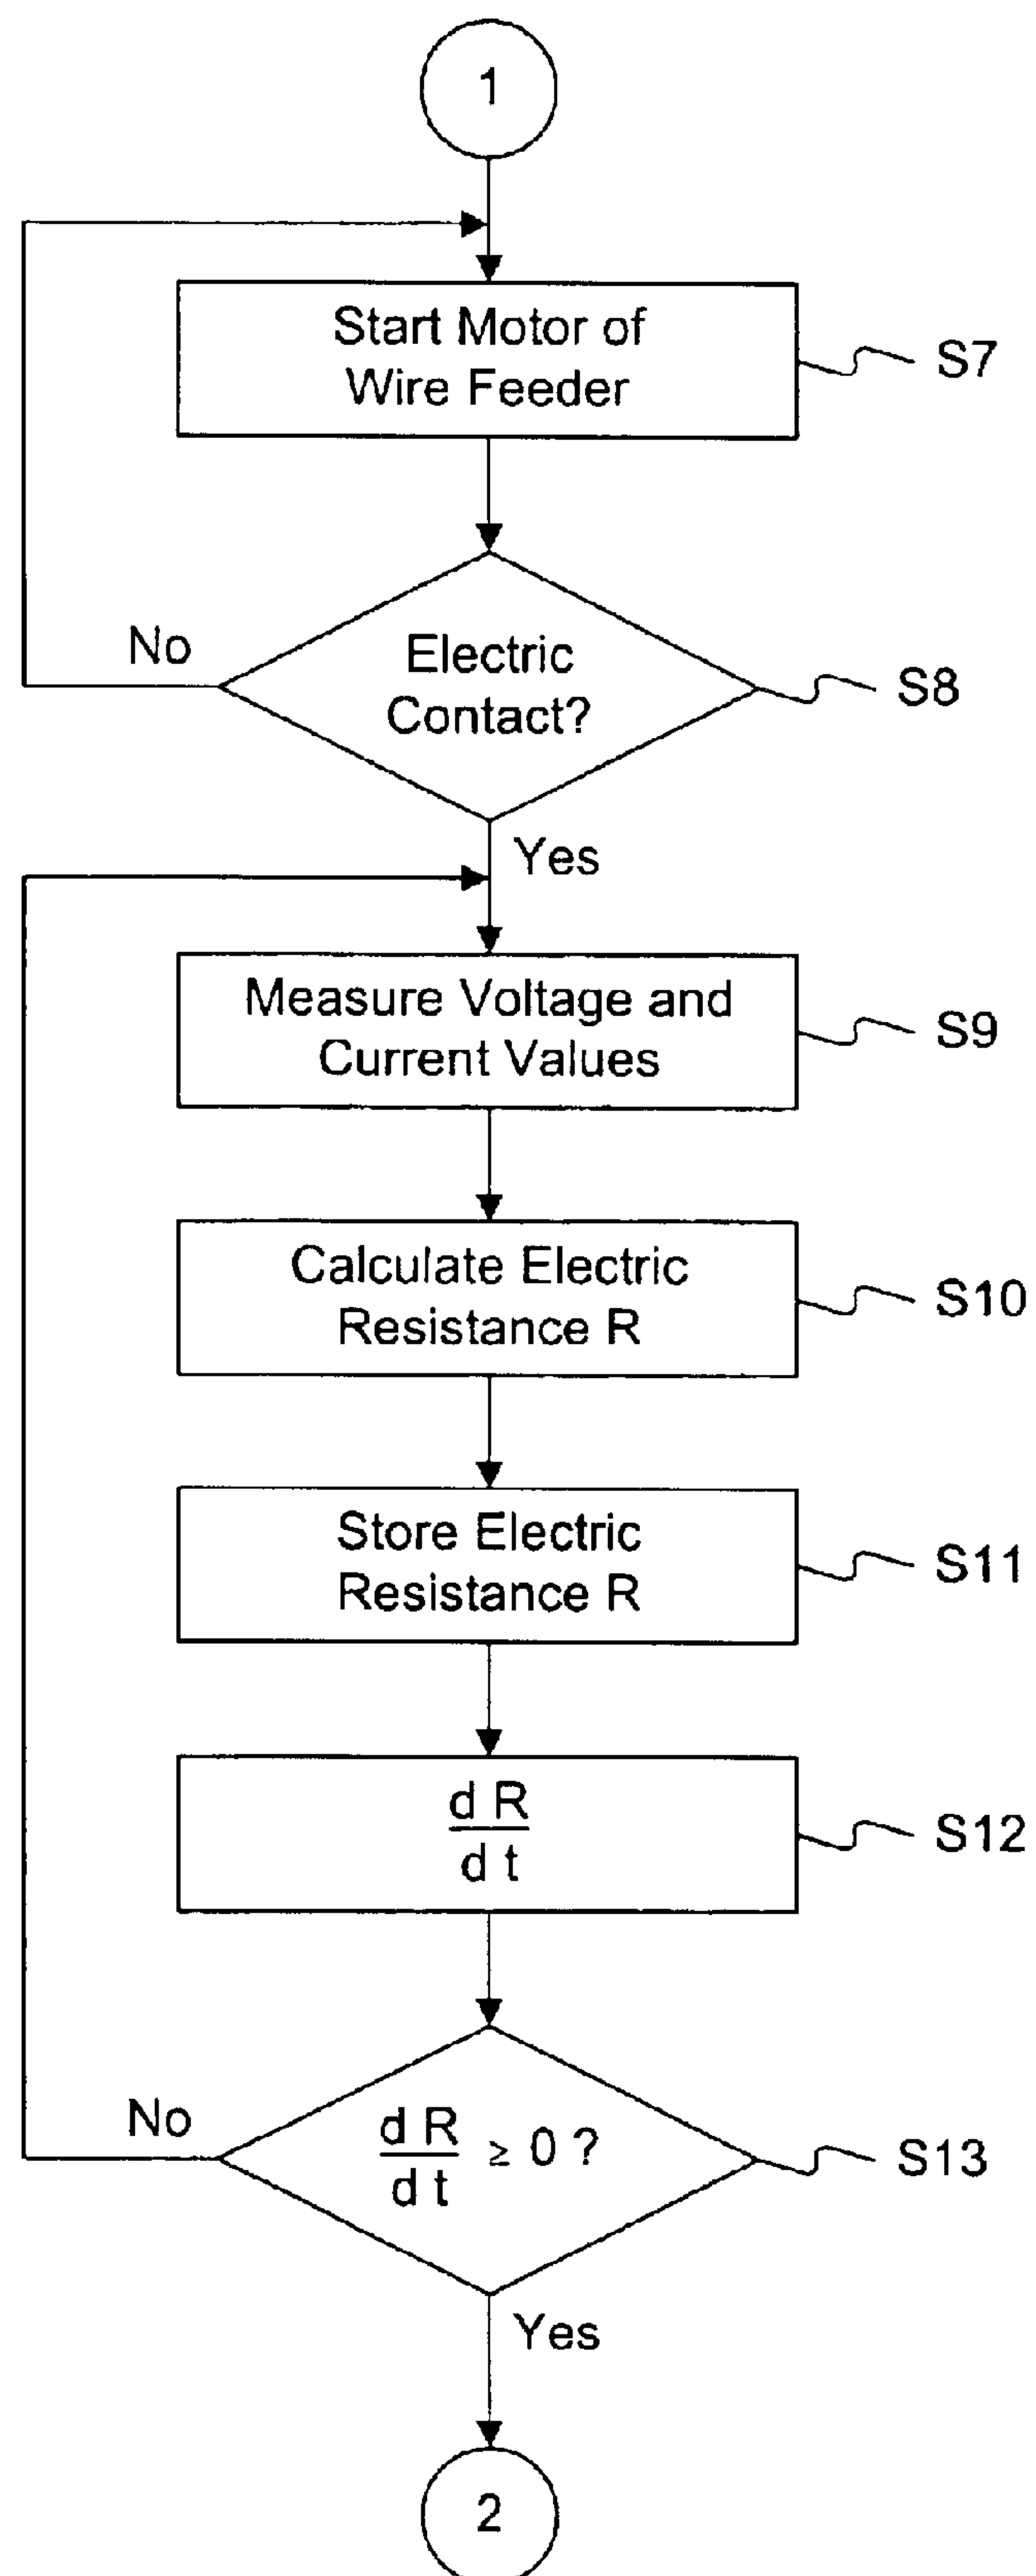 1
Start Motor of
Wire Feeder
S7
No
Electric
Contact?
S8
Yes
Measure Voltage and
Current Values
S9
Calculate Electric
Resistance R
S10
Store Electric
Resistance R
S11
d R
d t
S12
No
d R
d t
≥ 0 ?
S13
Yes
2